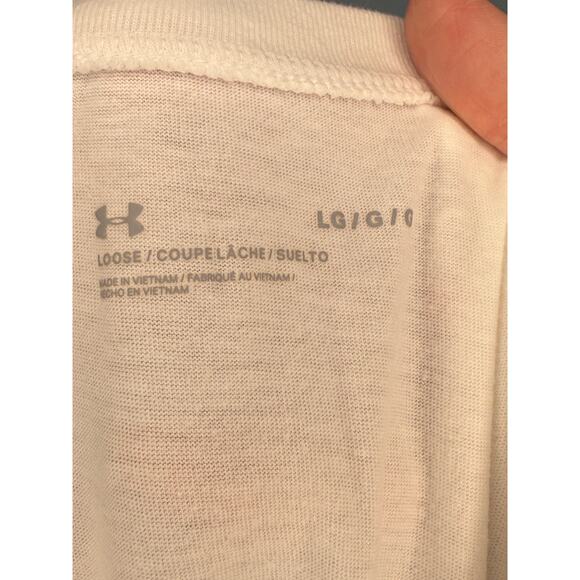 LG / G / G
LOOSE / COUPE LÂCHE / SUELTO
MADE IN VIETNAM / FABRIQUÉ AU VIETNAM /
HECHO EN VIETNAM